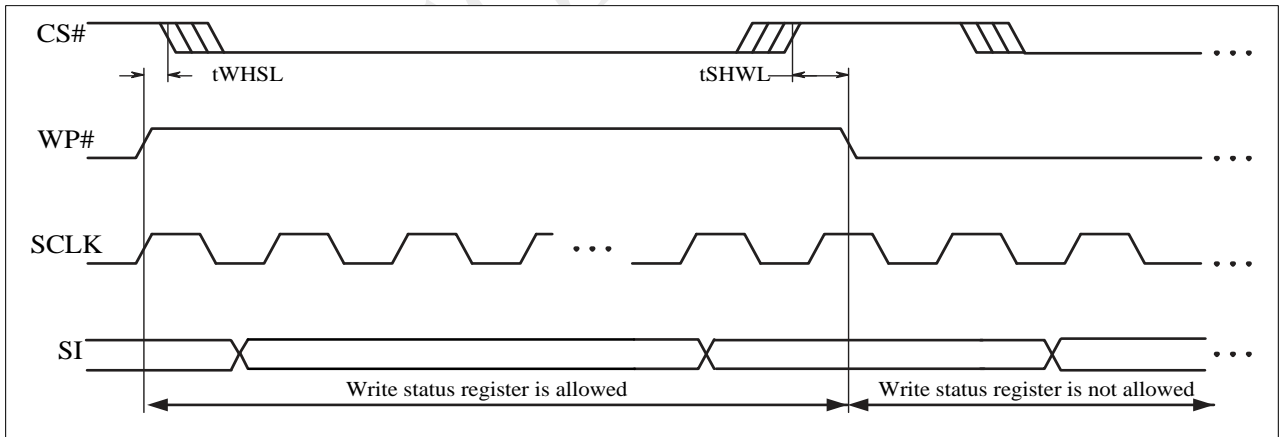 CS#
tWHSL
tSHWL
WP#
SCLK
SI
Write status register is allowed
Write status register is not allowed